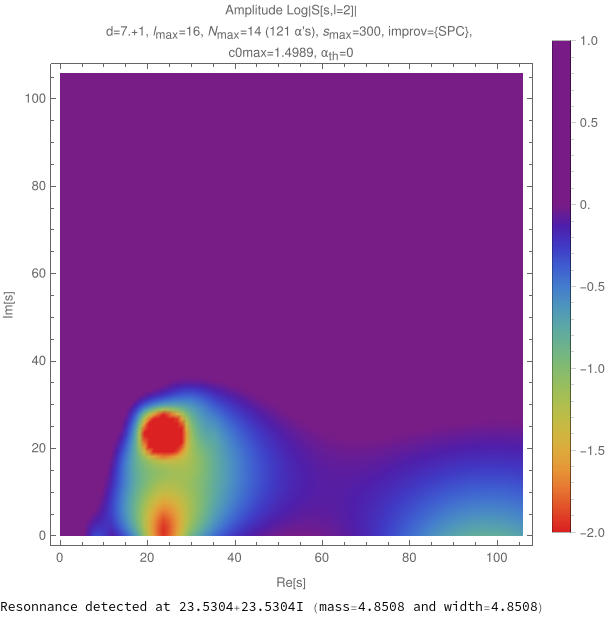 Amplitude Log|S[s,l=2]|
d=7.+1, lmax=16, Nmax=14 (121 α's), smax=300, improv={SPC},
c0max=1.4989, αth=0
1.0
0.5
0.
-0.5
-1.0
-1.5
-2.0
100
80
60
40
20
0
Im[s]
0 20 40 60 80 100
Re[s]
Resonnance detected at 23.5304+23.5304I (mass=4.8508 and width=4.8508)